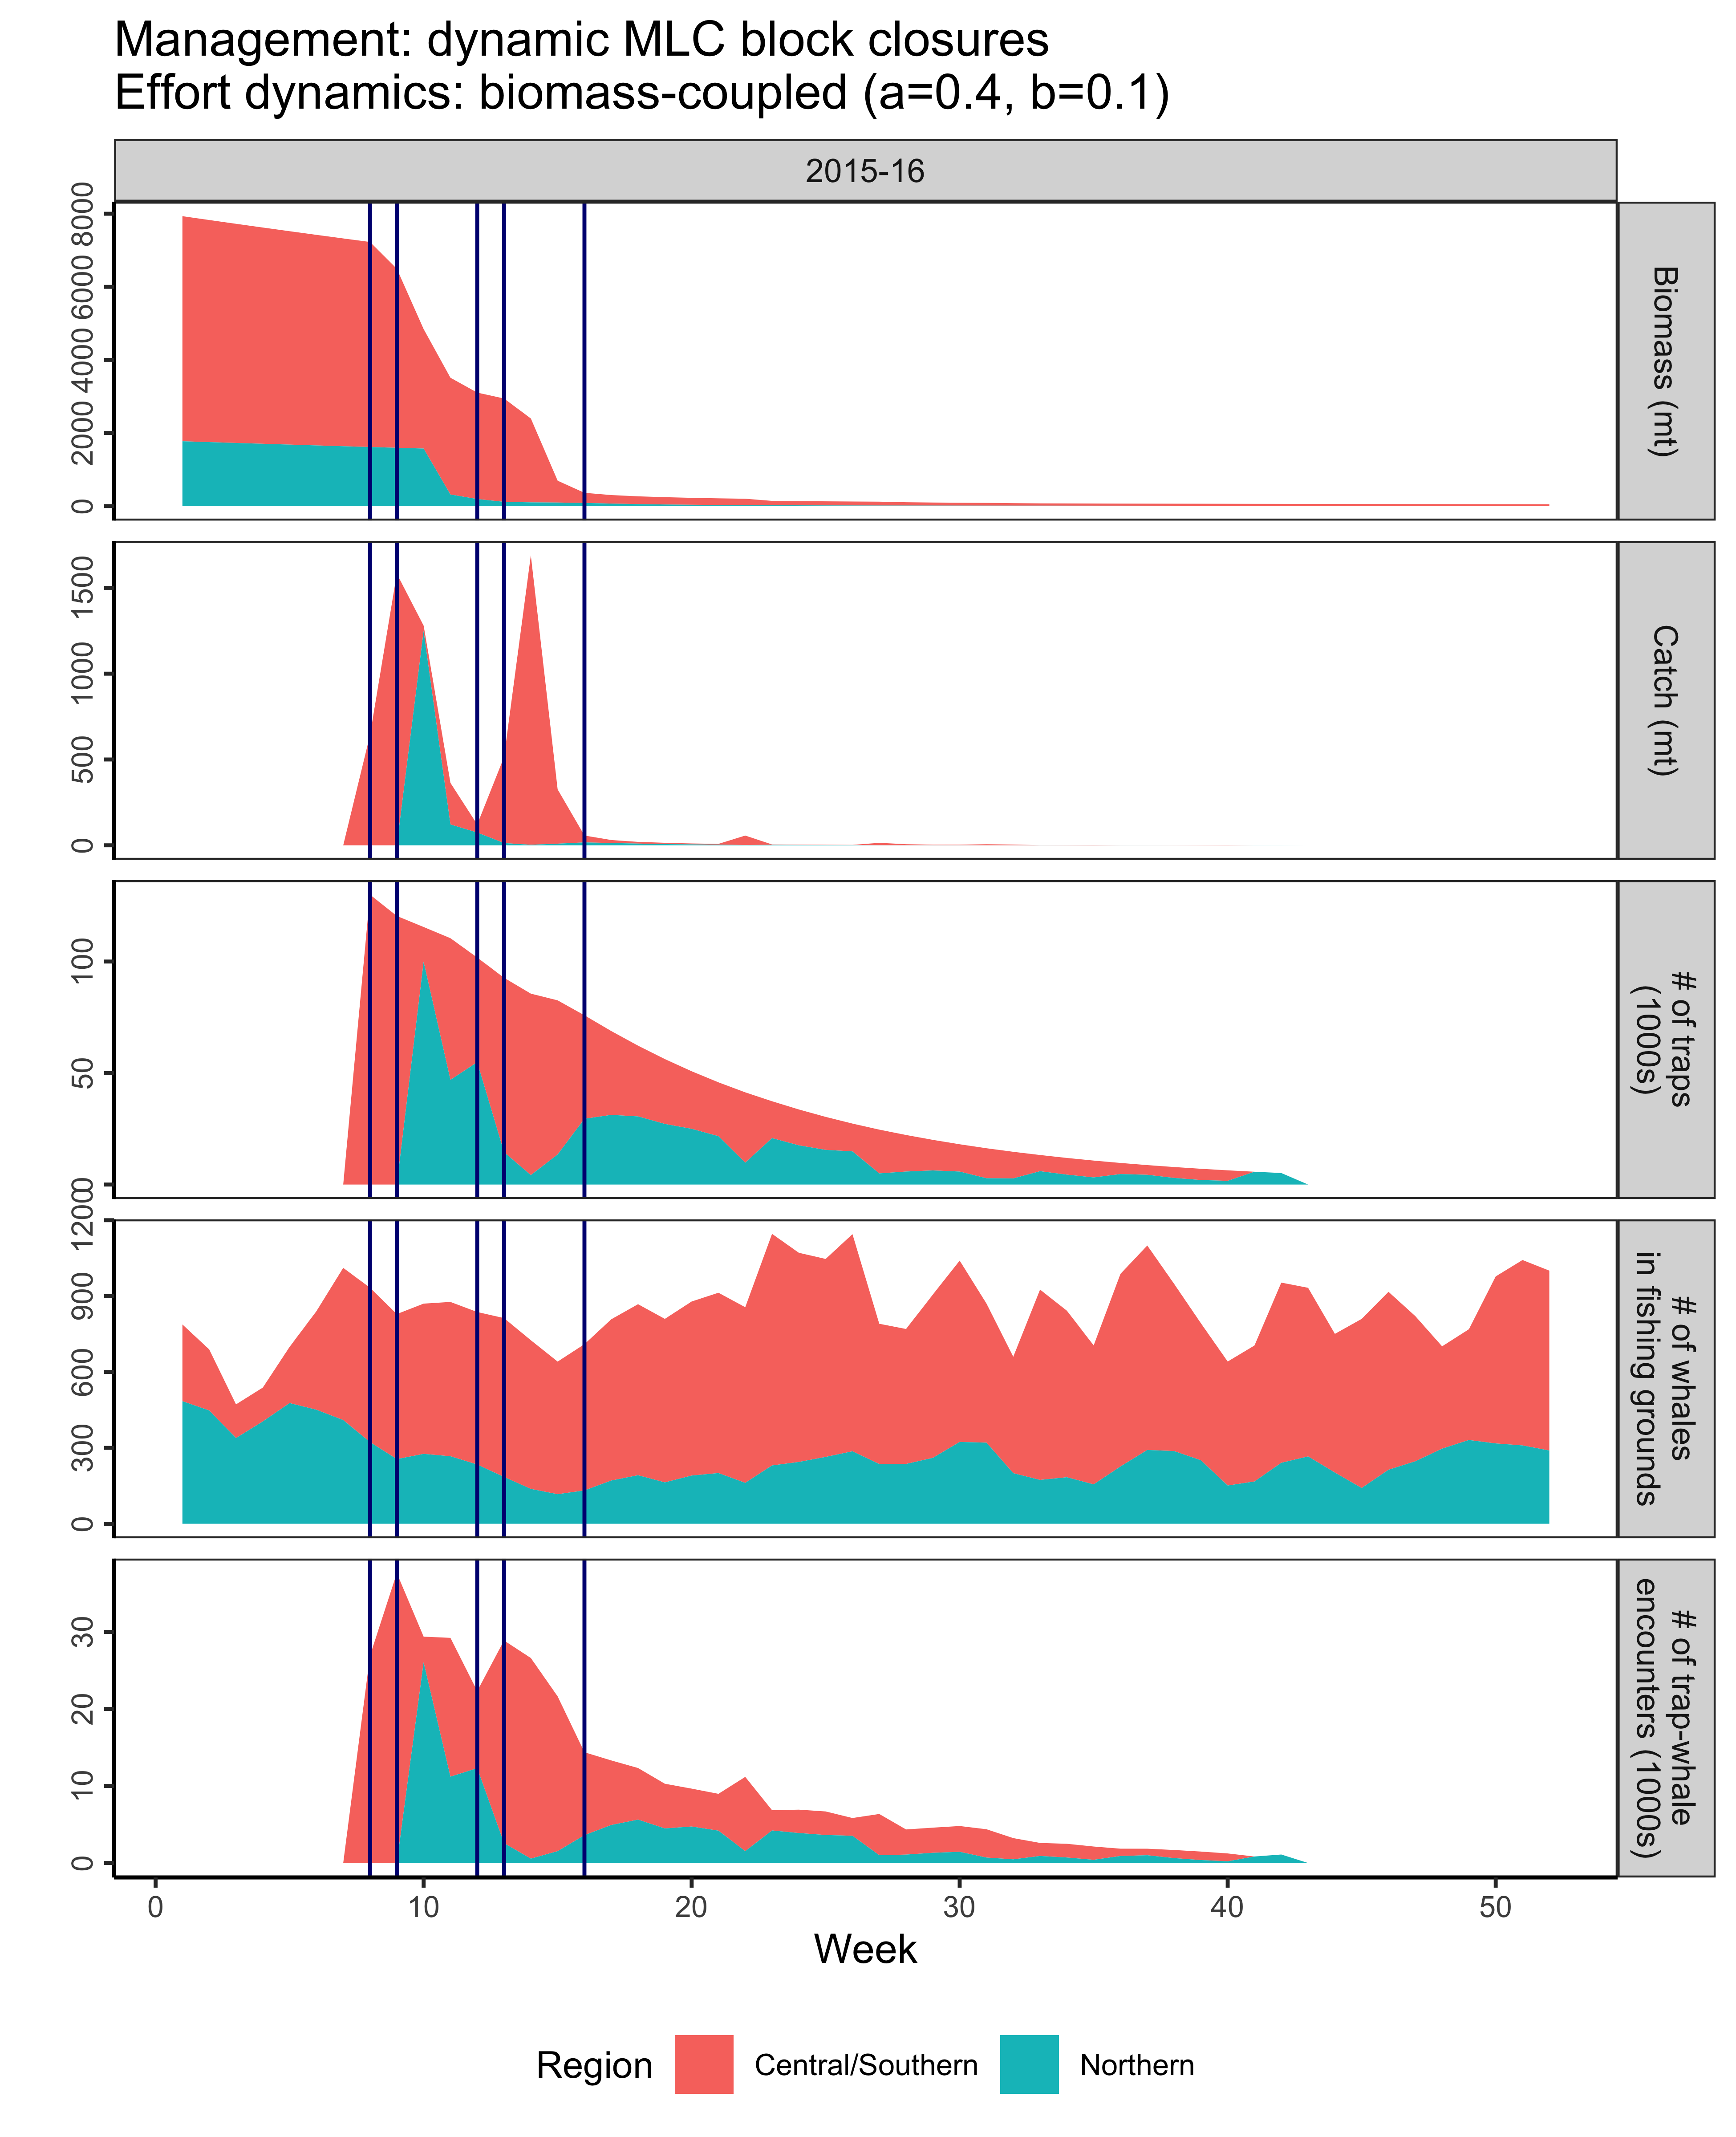 Management: dynamic MLC block closures
Effort dynamics: biomass-coupled (a=0.4, b=0.1)
2015-16
8000
6000
4000
2000
0
Biomass (mt)
1500
1000
500
0
Catch (mt)
100
50
0
# of traps
(1000s)
1200
900
600
300
0
# of whales
in fishing grounds
30
20
10
0
# of trap-whale
encounters (1000s)
0 10 20 30 40 50
Week
Region Central/Southern Northern